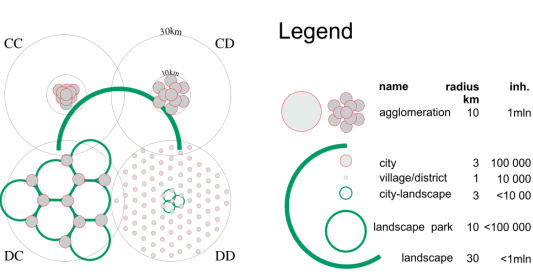 30km
CC
CD
10km
DC
DD
Legend
name radius km inh.
agglomeration 10 1mln
city 3 100 000
village/district 1 10 000
city-landscape 3 <10 00
landscape park 10 <100 000
landscape 30 <1mln